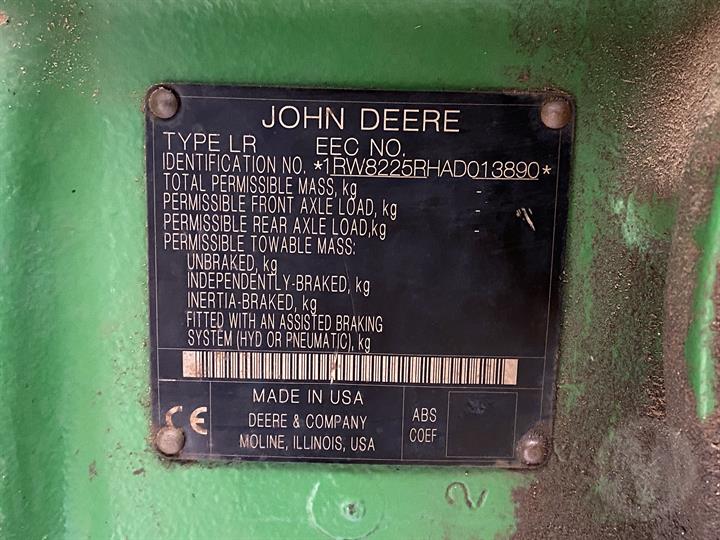 JOHN DEERE
TYPE LR EEC NO.
IDENTIFICATION NO. *1RW8225RHAD013890*
TOTAL PERMISSIBLE MASS, kg -
PERMISSIBLE FRONT AXLE LOAD, kg -
PERMISSIBLE REAR AXLE LOAD,kg -
PERMISSIBLE TOWABLE MASS:
UNBRAKED, kg
INDEPENDENTLY-BRAKED, kg
INERTIA-BRAKED, kg
FITTED WITH AN ASSISTED BRAKING
SYSTEM (HYD OR PNEUMATIC), kg
MADE IN USA
CE
DEERE & COMPANY
MOLINE, ILLINOIS, USA
ABS
COEF
2